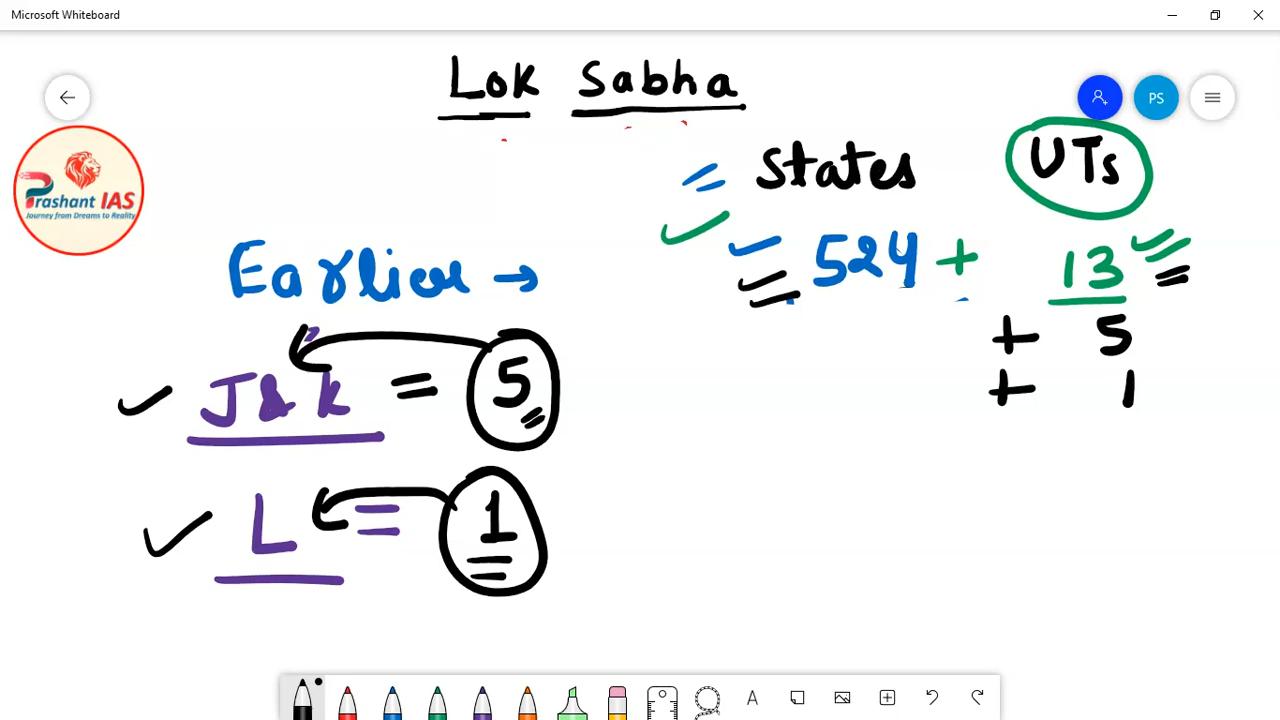 Microsoft Whiteboard
Lok Sabha
PS
States UTs
Prashant IAS
Journey from Dreams to Reality
Earlier → 524 + 13
+ 5
J&k = 5
+ 1
L = 1
A